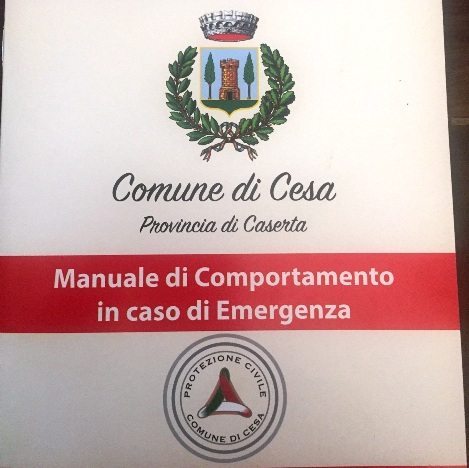 Comune di Cesa
Provincia di Caserta
Manuale di Comportamento
in caso di Emergenza
PROTEZIONE CIVILE
COMUNE DI CESA